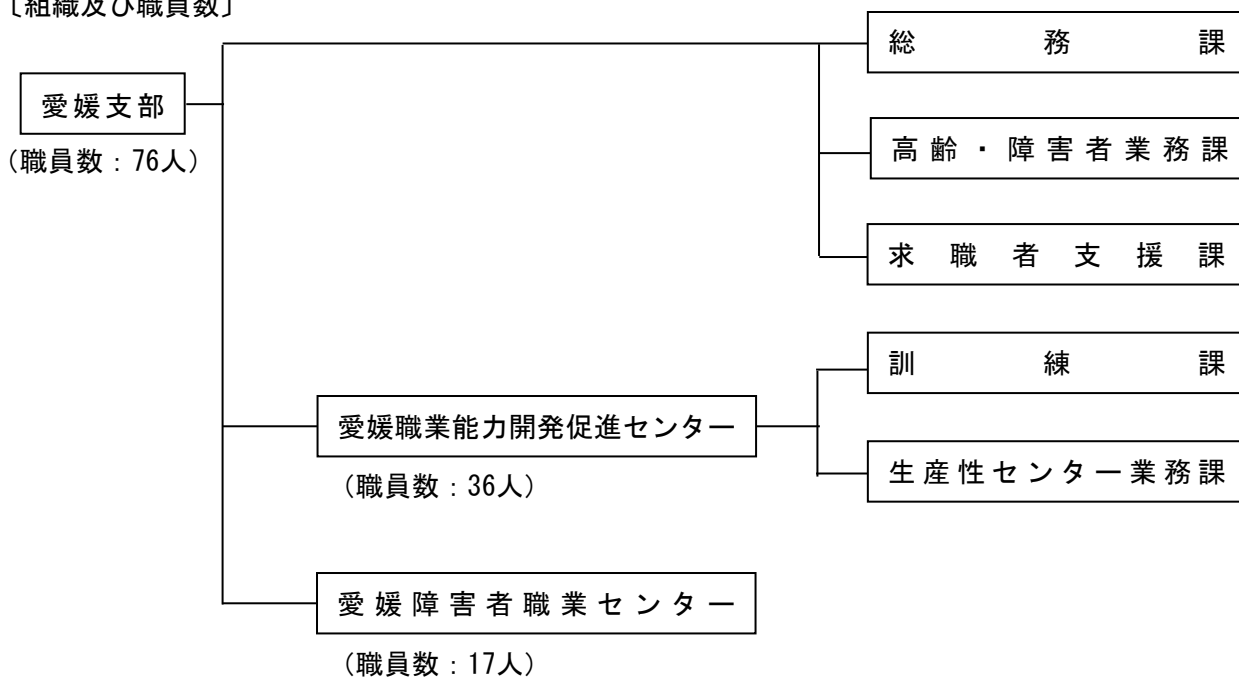 〔組織及び職員数〕
総務課
愛媛支部
（職員数：76人）
高齢・障害者業務課
求職者支援課
訓練課
愛媛職業能力開発促進センター
（職員数：36人）
生産性センター業務課
愛媛障害者職業センター
（職員数：17人）